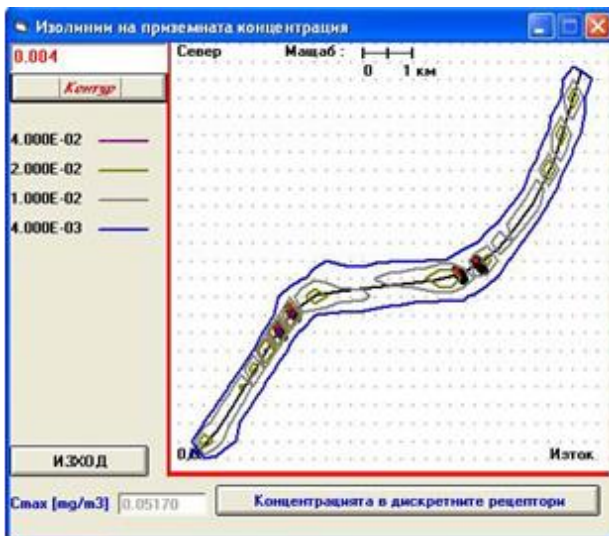 Изолинии на приземната концентрация
0.004
Контур
4.000E-02
2.000E-02
1.000E-02
4.000E-03
Север
Мащаб :
0 1 км
Изток
ИЗХОД
Cmax [mg/m3] 0.05170
Концентрацията в дискретните рецептори